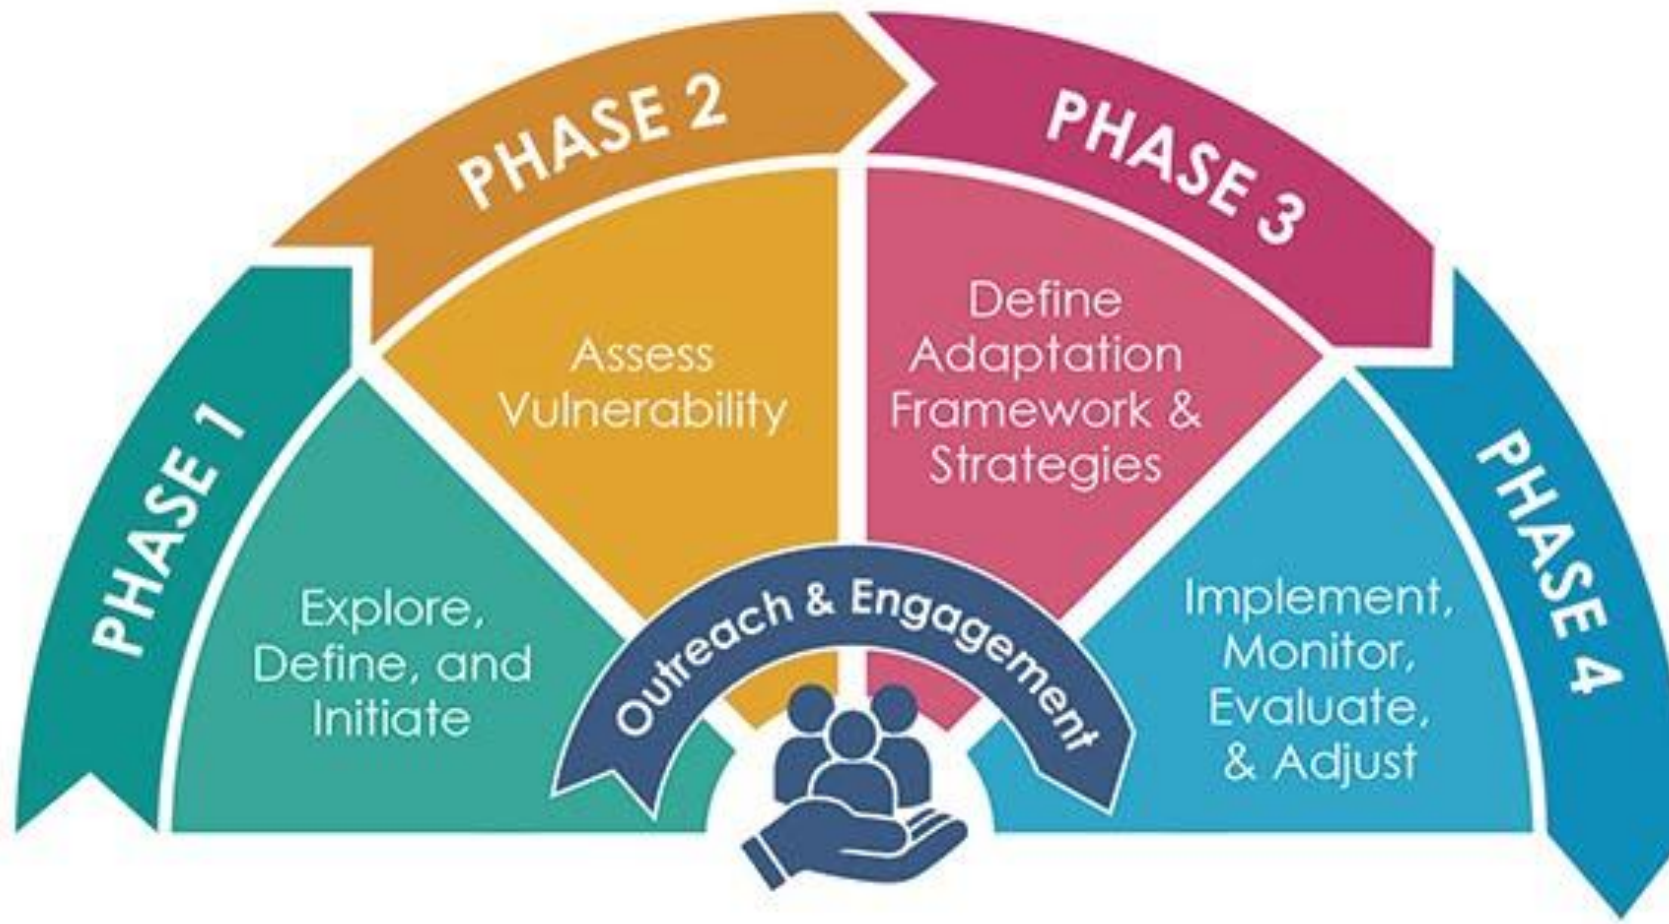 PHASE 1
Explore,
Define, and
Initiate
PHASE 2
Assess
Vulnerability
PHASE 3
Define
Adaptation
Framework &
Strategies
PHASE 4
Implement,
Monitor,
Evaluate,
& Adjust
Outreach & Engagement